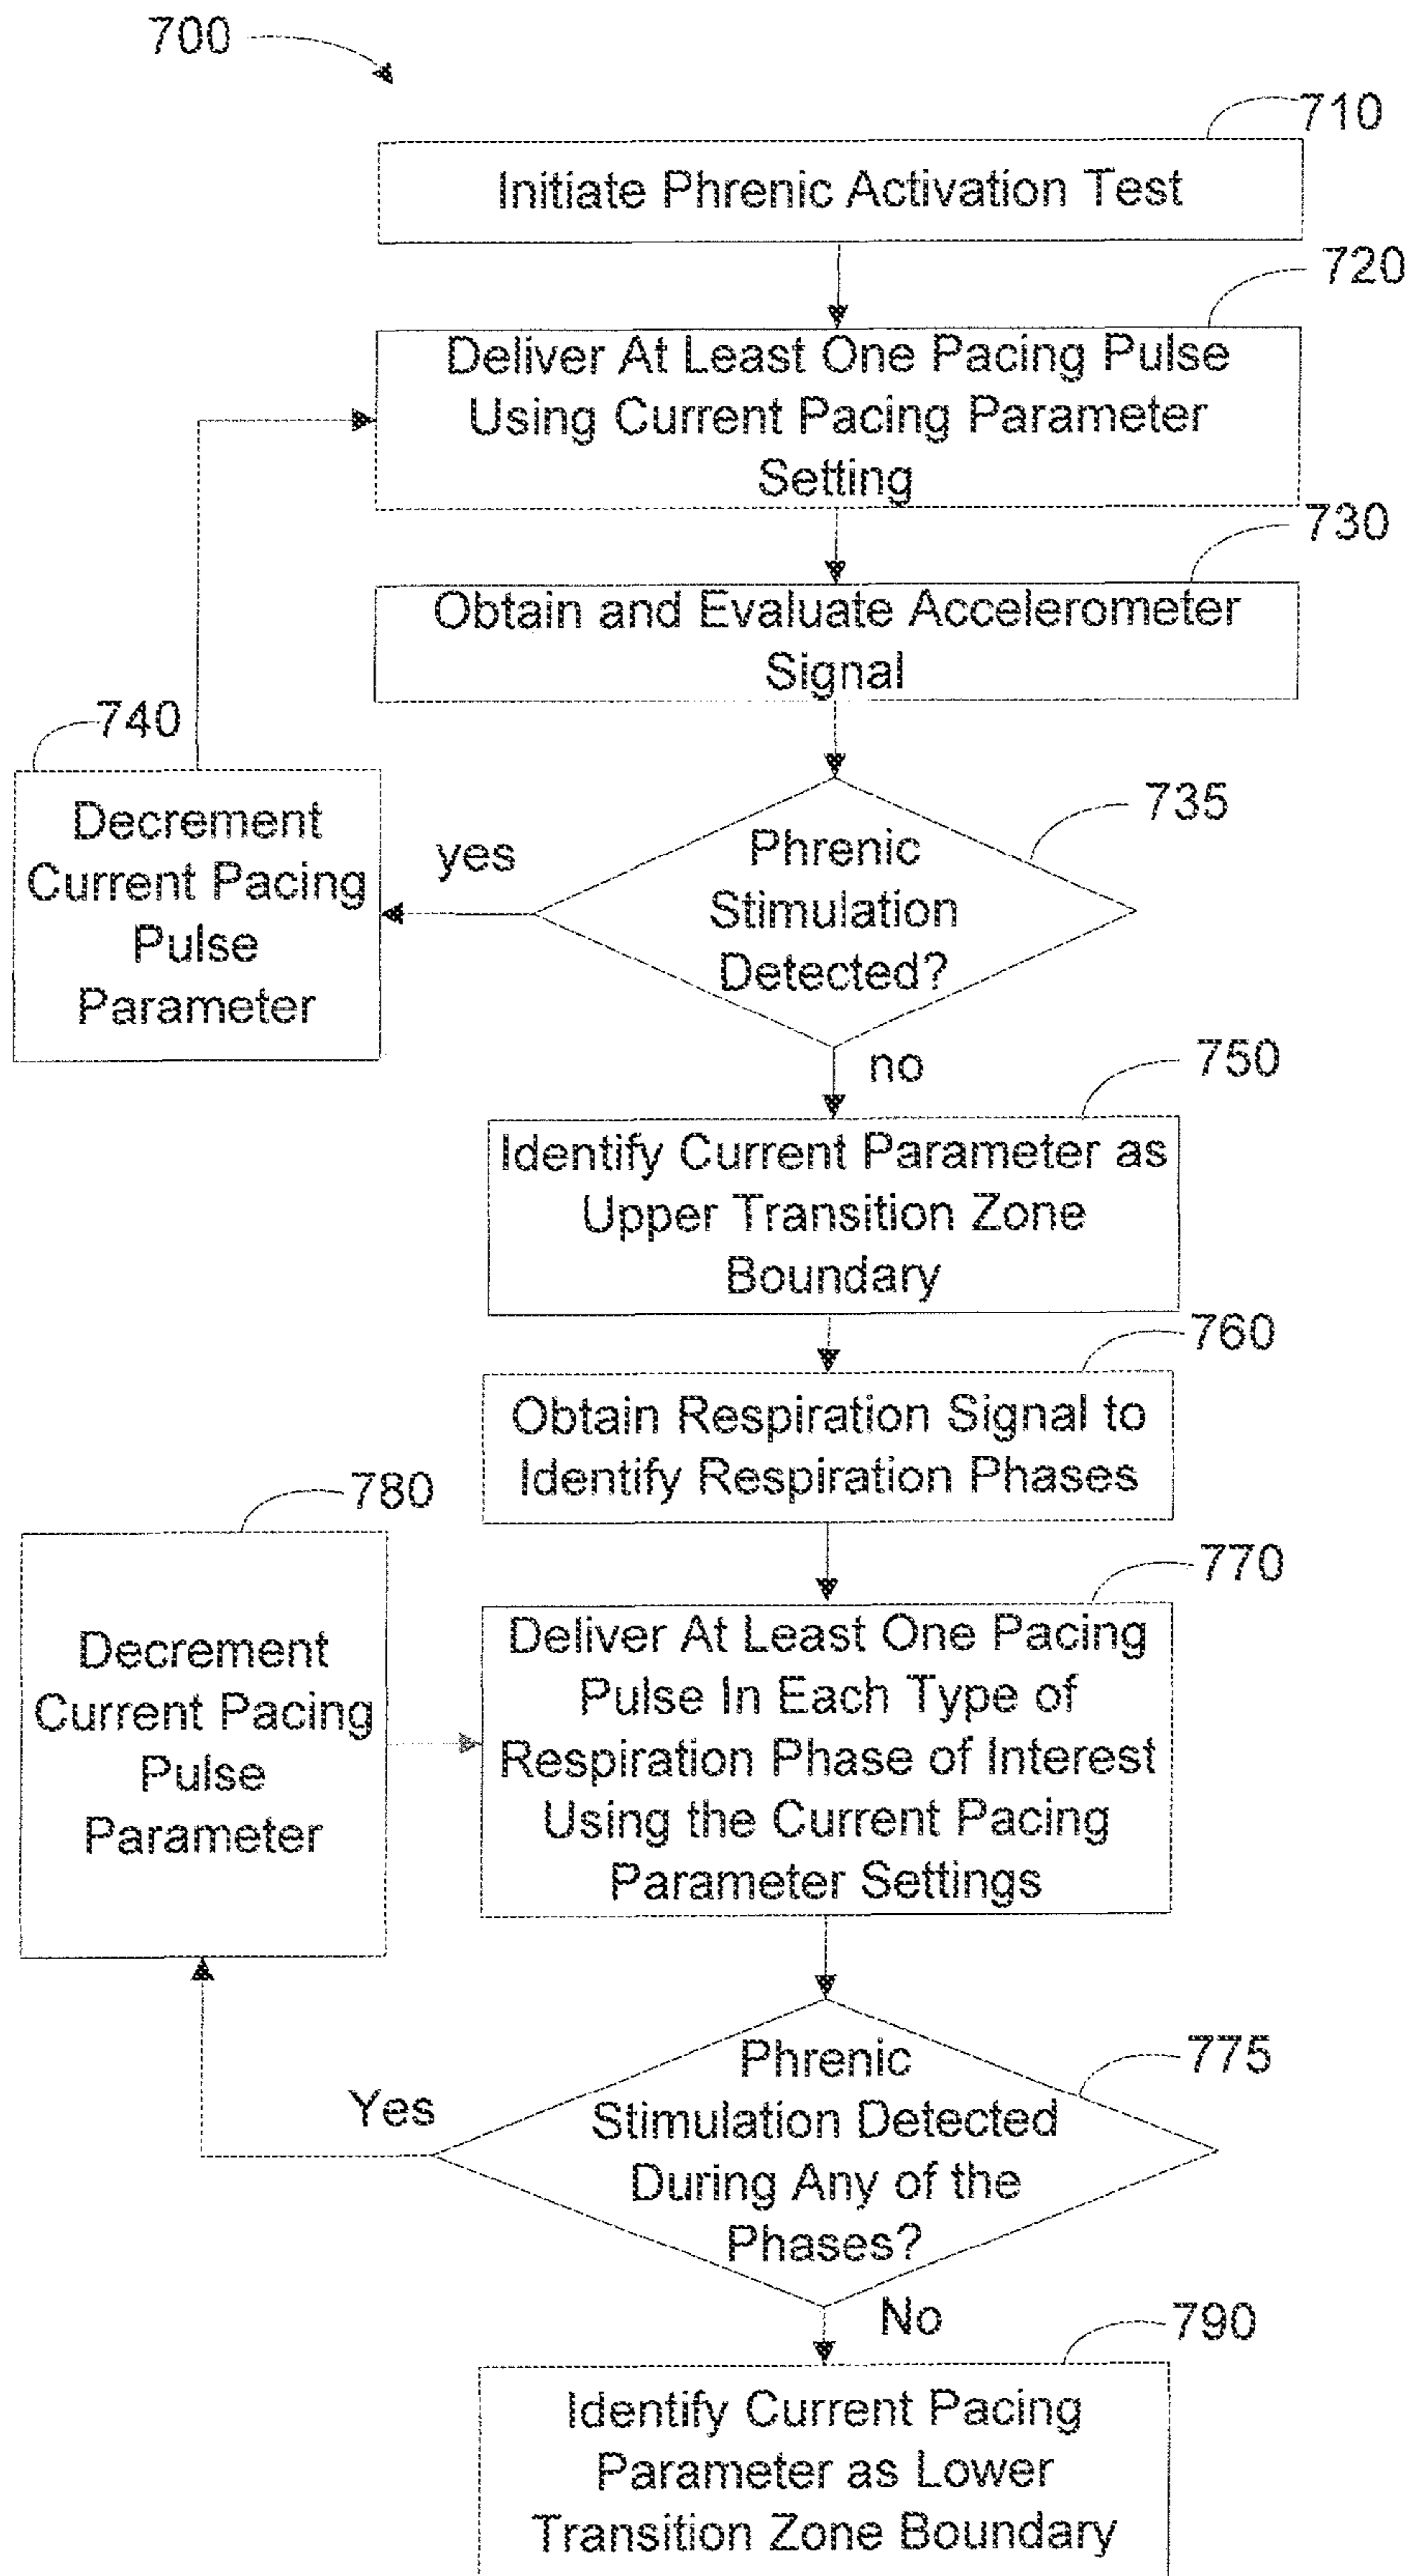 700
710
Initiate Phrenic Activation Test
720
Deliver At Least One Pacing Pulse
Using Current Pacing Parameter
Setting
730
Obtain and Evaluate Accelerometer
Signal
740
Decrement
Current Pacing
Pulse
Parameter
yes
735
Phrenic
Stimulation
Detected?
no
750
Identify Current Parameter as
Upper Transition Zone
Boundary
760
Obtain Respiration Signal to
Identify Respiration Phases
780
Decrement
Current Pacing
Pulse
Parameter
770
Deliver At Least One Pacing
Pulse In Each Type of
Respiration Phase of Interest
Using the Current Pacing
Parameter Settings
775
Phrenic
Stimulation Detected
During Any of the
Phases?
Yes
No
790
Identify Current Pacing
Parameter as Lower
Transition Zone Boundary